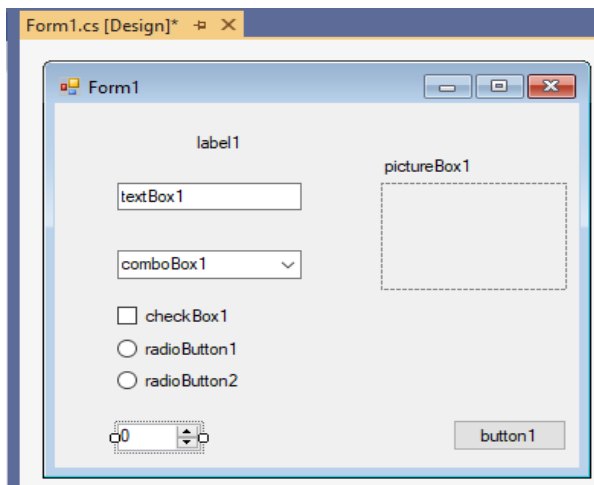 Form1.cs [Design]*
Form1
label1
pictureBox1
textBox1
comboBox1
checkBox1
radioButton1
radioButton2
0
button1